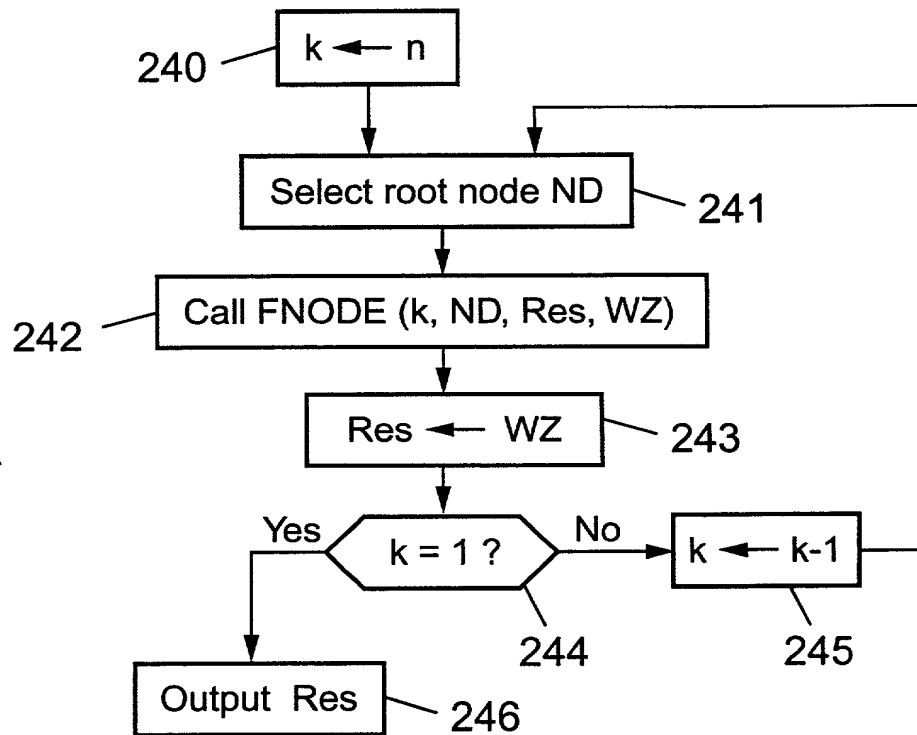 k ← n
240
Select root node ND
241
Call FNODE (k, ND, Res, WZ)
242
Res ← WZ
243
Yes
k = 1 ?
No
k ← k-1
244
245
Output Res
246